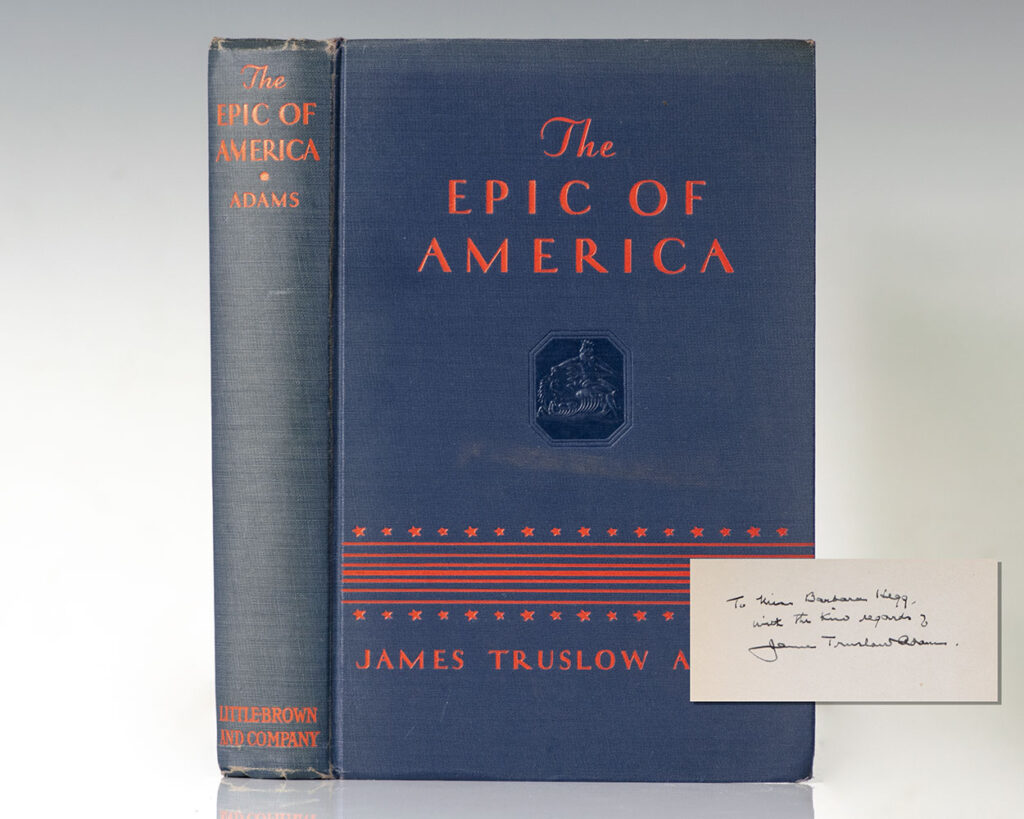 The
EPIC OF
AMERICA
•
ADAMS
LITTLE·BROWN
AND COMPANY
The
EPIC OF
AMERICA
JAMES TRUSLOW A
To Miss Barbara Hegg,
with the kind regards of
James Truslow Adams.